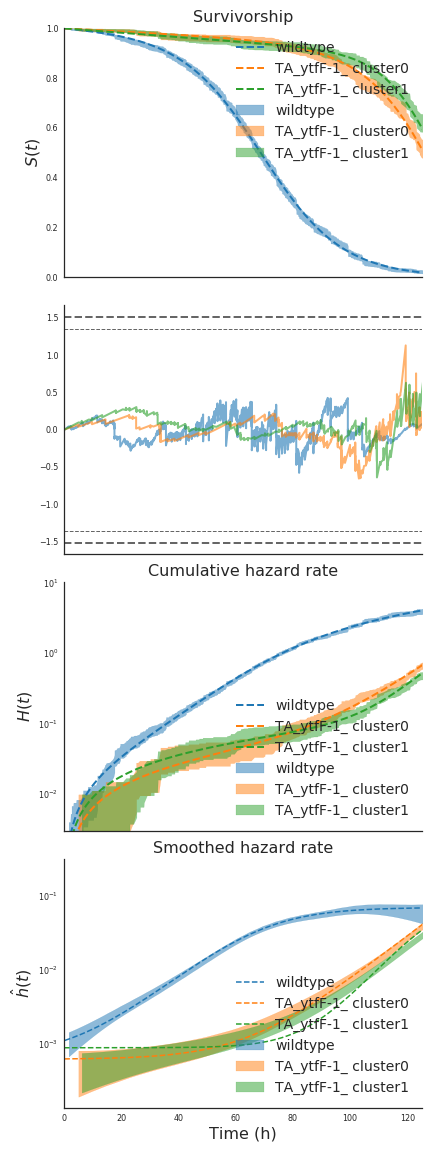 Survivorship
1.0
0.8
0.6
0.4
0.2
0.0
S(t)
wildtype
TA_ytfF-1_ cluster0
TA_ytfF-1_ cluster1
wildtype
TA_ytfF-1_ cluster0
TA_ytfF-1_ cluster1
1.5
1.0
0.5
0.0
−0.5
−1.0
−1.5
Cumulative hazard rate
10¹
10⁰
10⁻¹
10⁻²
H(t)
wildtype
TA_ytfF-1_ cluster0
TA_ytfF-1_ cluster1
wildtype
TA_ytfF-1_ cluster0
TA_ytfF-1_ cluster1
Smoothed hazard rate
10⁻¹
10⁻²
10⁻³
ĥ(t)
wildtype
TA_ytfF-1_ cluster0
TA_ytfF-1_ cluster1
wildtype
TA_ytfF-1_ cluster0
TA_ytfF-1_ cluster1
0 20 40 60 80 100 120
Time (h)